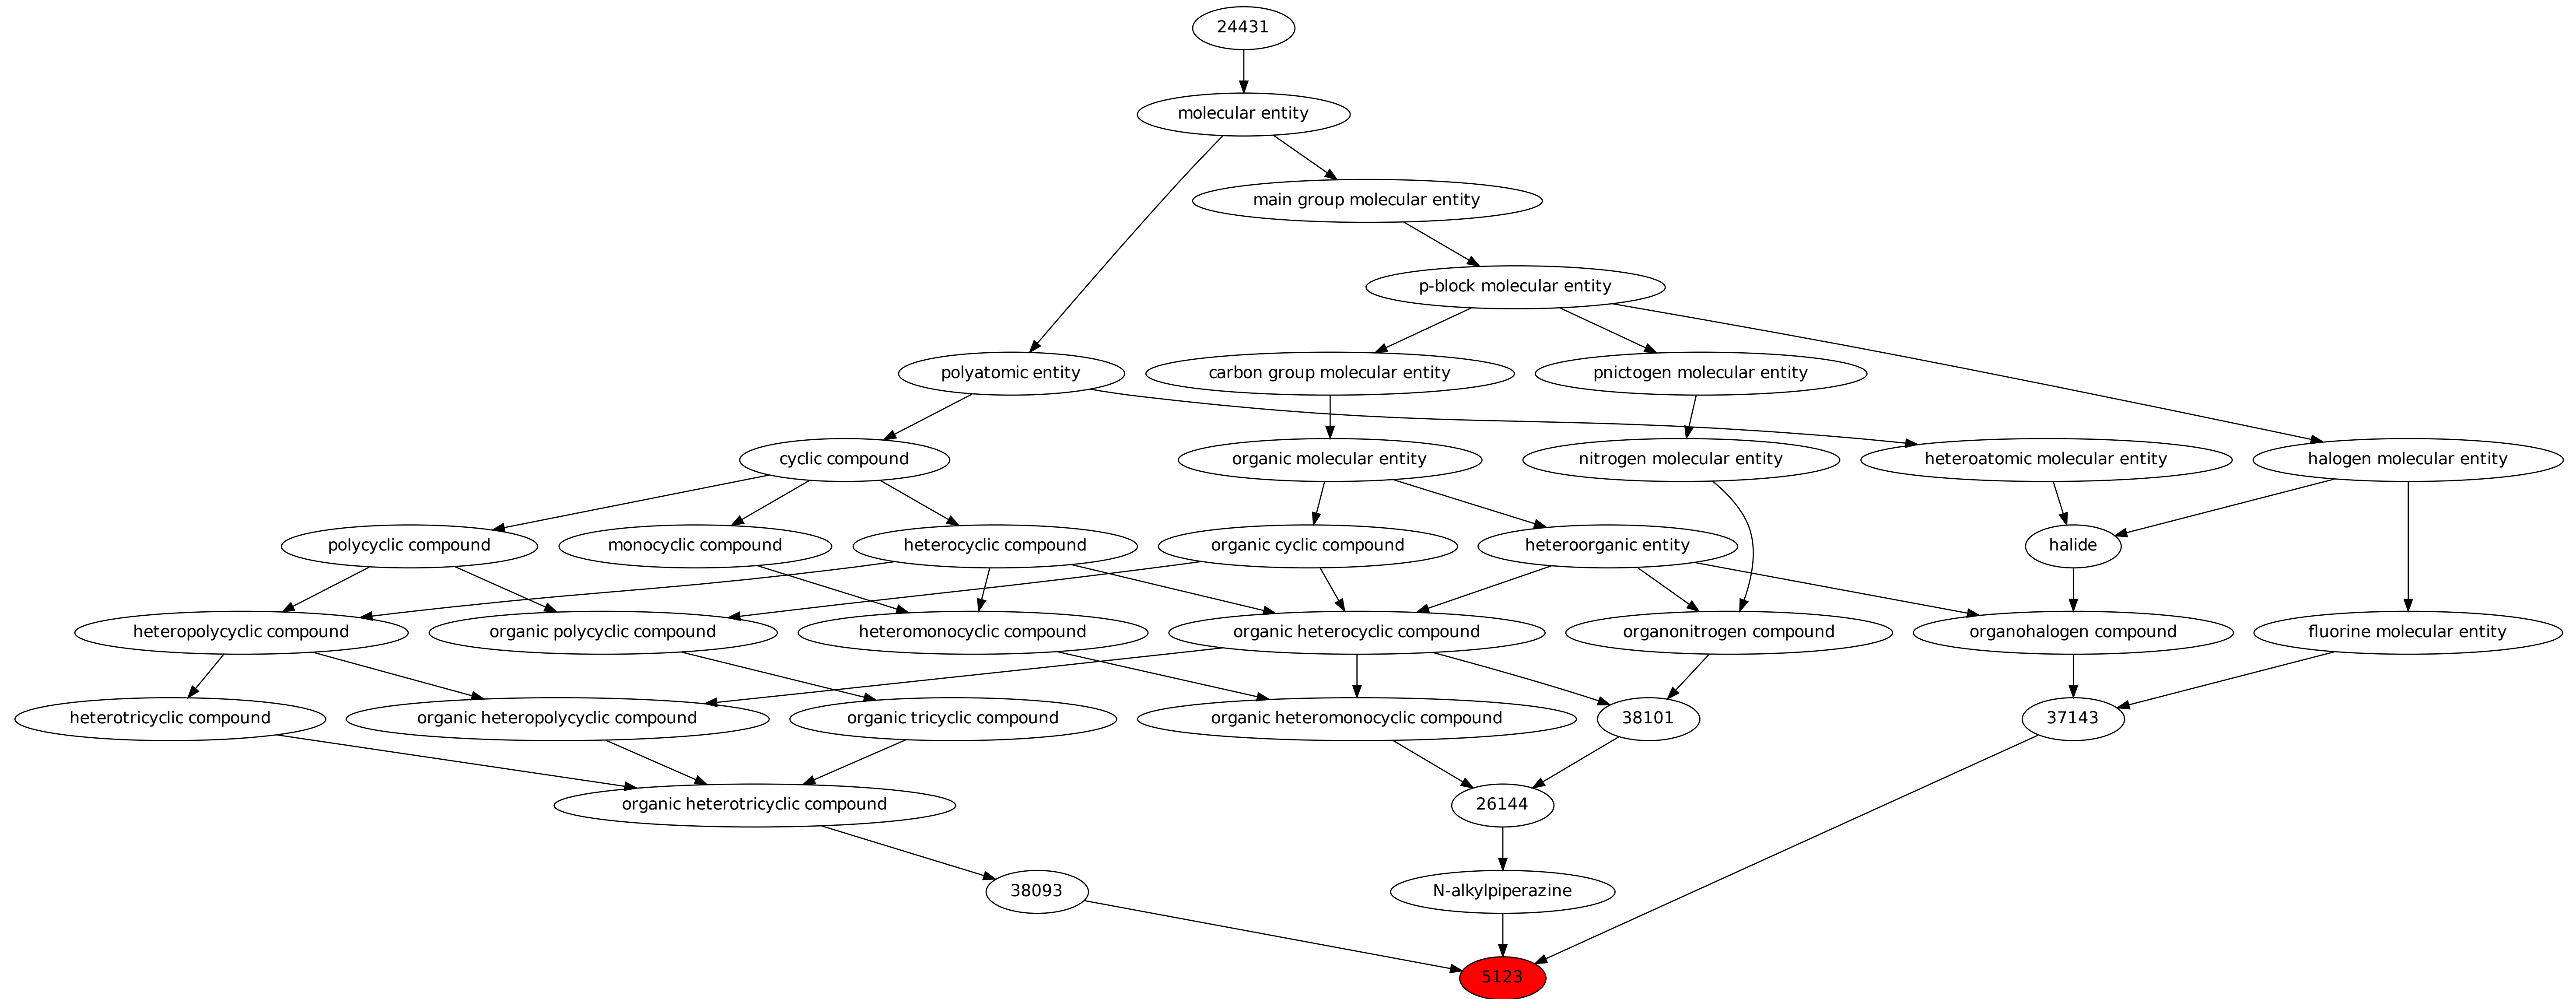 24431
molecular entity
main group molecular entity
p-block molecular entity
polyatomic entity
carbon group molecular entity
pnictogen molecular entity
cyclic compound
organic molecular entity
nitrogen molecular entity
heteroatomic molecular entity
halogen molecular entity
polycyclic compound
monocyclic compound
heterocyclic compound
organic cyclic compound
heteroorganic entity
halide
heteropolycyclic compound
organic polycyclic compound
heteromonocyclic compound
organic heterocyclic compound
organonitrogen compound
organohalogen compound
fluorine molecular entity
heterotricyclic compound
organic heteropolycyclic compound
organic tricyclic compound
organic heteromonocyclic compound
38101
37143
organic heterotricyclic compound
26144
38093
N-alkylpiperazine
5123